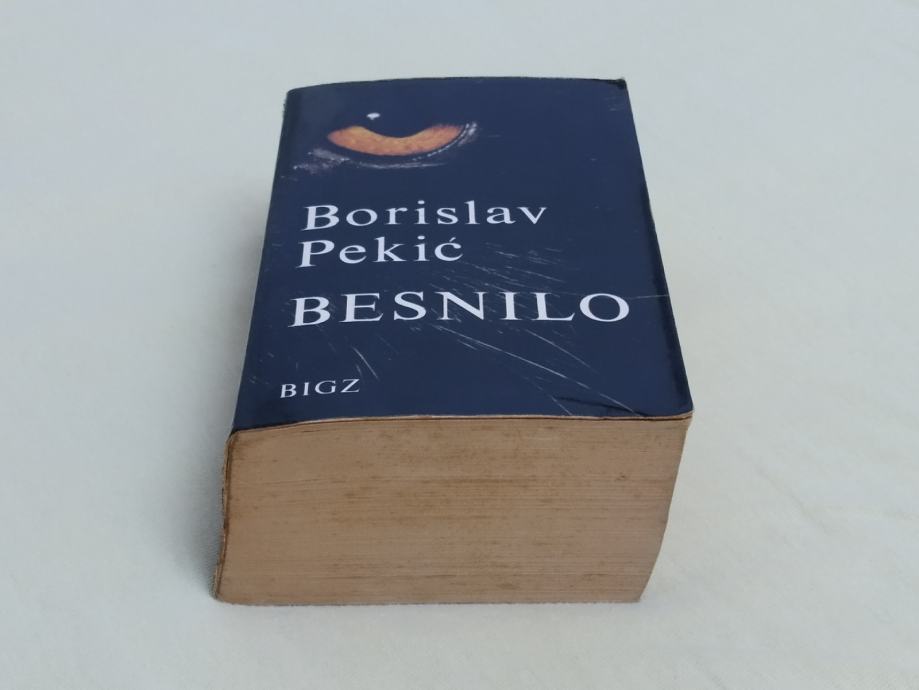 Borislav
Pekić
BESNILO
BIGZ